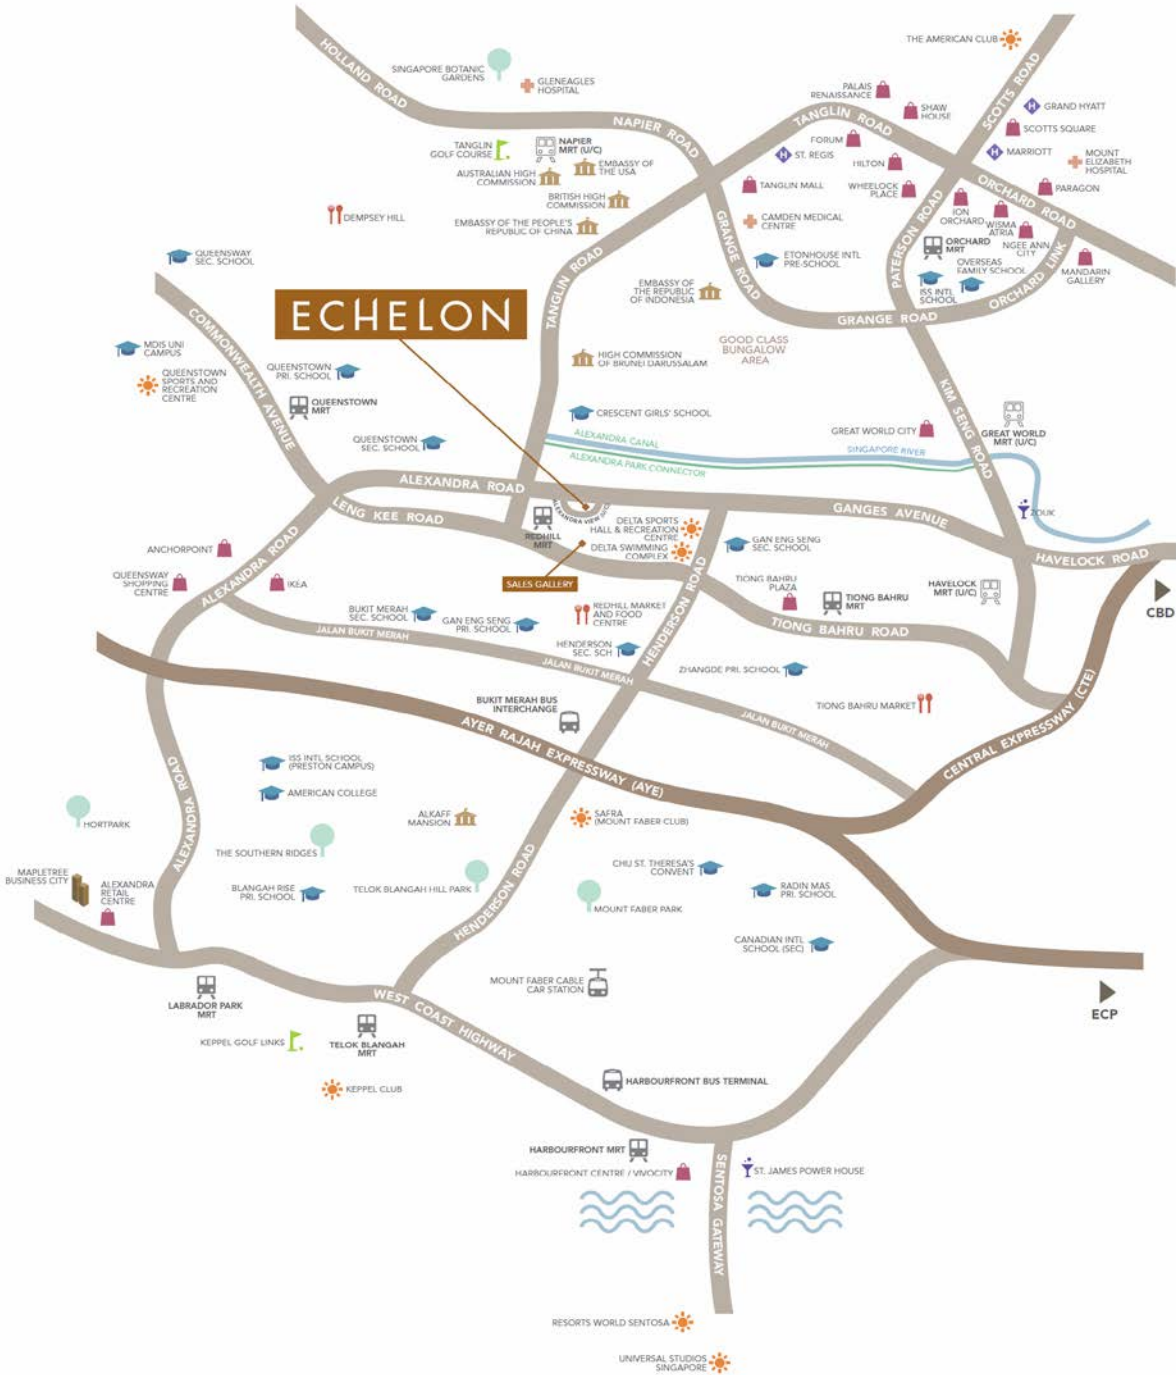 THE AMERICAN CLUB
HOLLAND ROAD
SINGAPORE BOTANIC
GARDENS
GLENEAGLES
HOSPITAL
PALAIS
RENAISSANCE
SHAW
HOUSE
SCOTTS ROAD
GRAND HYATT
SCOTTS SQUARE
NAPIER ROAD
TANGLIN ROAD
FORUM
ST. REGIS
HILTON
MARRIOTT
MOUNT
ELIZABETH
HOSPITAL
TANGLIN
GOLF COURSE
NAPIER
MRT (U/C)
EMBASSY OF
THE USA
AUSTRALIAN HIGH
COMMISSION
BRITISH HIGH
COMMISSION
TANGLIN MALL
WHEELOCK
PLACE
ORCHARD ROAD
PARAGON
DEMPSEY HILL
EMBASSY OF THE PEOPLE'S
REPUBLIC OF CHINA
CAMDEN MEDICAL
CENTRE
PATERSON ROAD
ION
ORCHARD
WISMA
ATRIA
NGEE ANN
CITY
ORCHARD
MRT
QUEENSWAY
SEC. SCHOOL
TANGLIN ROAD
GRANGE ROAD
ETONHOUSE INTL
PRE-SCHOOL
OVERSEAS
FAMILY SCHOOL
ISS INTL
SCHOOL
ORCHARD LINK
MANDARIN
GALLERY
EMBASSY OF
THE REPUBLIC
OF INDONESIA
GRANGE ROAD
ECHELON
COMMONWEALTH AVENUE
MDIS UNI
CAMPUS
QUEENSTOWN
SPORTS AND
RECREATION
CENTRE
QUEENSTOWN
PRI. SCHOOL
HIGH COMMISSION
OF BRUNEI DARUSSALAM
GOOD CLASS
BUNGALOW
AREA
KIM SENG ROAD
QUEENSTOWN
MRT
CRESCENT GIRLS' SCHOOL
QUEENSTOWN
SEC. SCHOOL
ALEXANDRA CANAL
ALEXANDRA PARK CONNECTOR
GREAT WORLD CITY
SINGAPORE RIVER
GREAT WORLD
MRT (U/C)
ALEXANDRA ROAD
LENG KEE ROAD
REDHILL
MRT
DELTA SPORTS
HALL & RECREATION
CENTRE
DELTA SWIMMING
COMPLEX
GANGES AVENUE
ZOUK
HAVELOCK ROAD
GAN ENG SENG
SEC. SCHOOL
ANCHORPOINT
ALEXANDRA ROAD
QUEENSWAY
SHOPPING
CENTRE
IKEA
SALES GALLERY
HENDERSON ROAD
TIONG BAHRU
PLAZA
TIONG BAHRU
MRT
HAVELOCK
MRT (U/C)
CBD
BUKIT MERAH
SEC. SCHOOL
GAN ENG SENG
PRI. SCHOOL
REDHILL MARKET
AND FOOD
CENTRE
TIONG BAHRU ROAD
JALAN BUKIT MERAH
HENDERSON
SEC. SCH
JALAN BUKIT MERAH
ZHANGDE PRI. SCHOOL
BUKIT MERAH BUS
INTERCHANGE
TIONG BAHRU MARKET
JALAN BUKIT MERAH
AYER RAJAH EXPRESSWAY (AYE)
CENTRAL EXPRESSWAY (CTE)
ALEXANDRA ROAD
ISS INTL SCHOOL
(PRESTON CAMPUS)
AMERICAN COLLEGE
HORTPARK
ALKAFF
MANSION
SAFRA
(MOUNT FABER CLUB)
THE SOUTHERN RIDGES
MAPLETREE
BUSINESS CITY
ALEXANDRA
RETAIL
CENTRE
BLANGAH RISE
PRI. SCHOOL
TELOK BLANGAH HILL PARK
HENDERSON ROAD
CHIJ ST. THERESA'S
CONVENT
RADIN MAS
PRI. SCHOOL
MOUNT FABER PARK
CANADIAN INTL
SCHOOL (SEC)
MOUNT FABER CABLE
CAR STATION
LABRADOR PARK
MRT
WEST COAST HIGHWAY
ECP
KEPPEL GOLF LINKS
TELOK BLANGAH
MRT
KEPPEL CLUB
HARBOURFRONT BUS TERMINAL
HARBOURFRONT MRT
HARBOURFRONT CENTRE / VIVOCITY
SENTOSA GATEWAY
ST. JAMES POWER HOUSE
RESORTS WORLD SENTOSA
UNIVERSAL STUDIOS
SINGAPORE